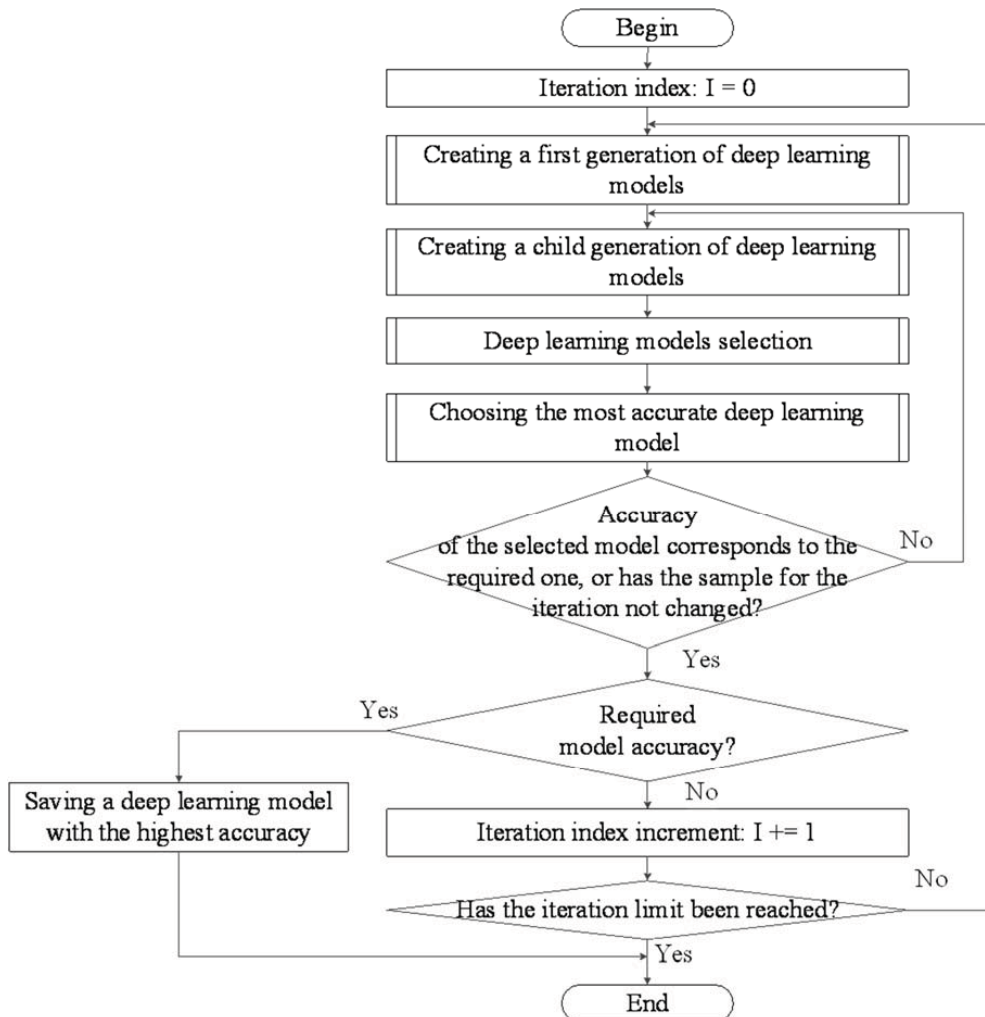 Begin
Iteration index: I = 0
Creating a first generation of deep learning
models
Creating a child generation of deep learning
models
Deep learning models selection
Choosing the most accurate deep learning
model
Accuracy
of the selected model corresponds to the
required one, or has the sample for the
iteration not changed?
No
Yes
Yes
Required
model accuracy?
No
Saving a deep learning model
with the highest accuracy
Iteration index increment: I += 1
No
Has the iteration limit been reached?
Yes
End